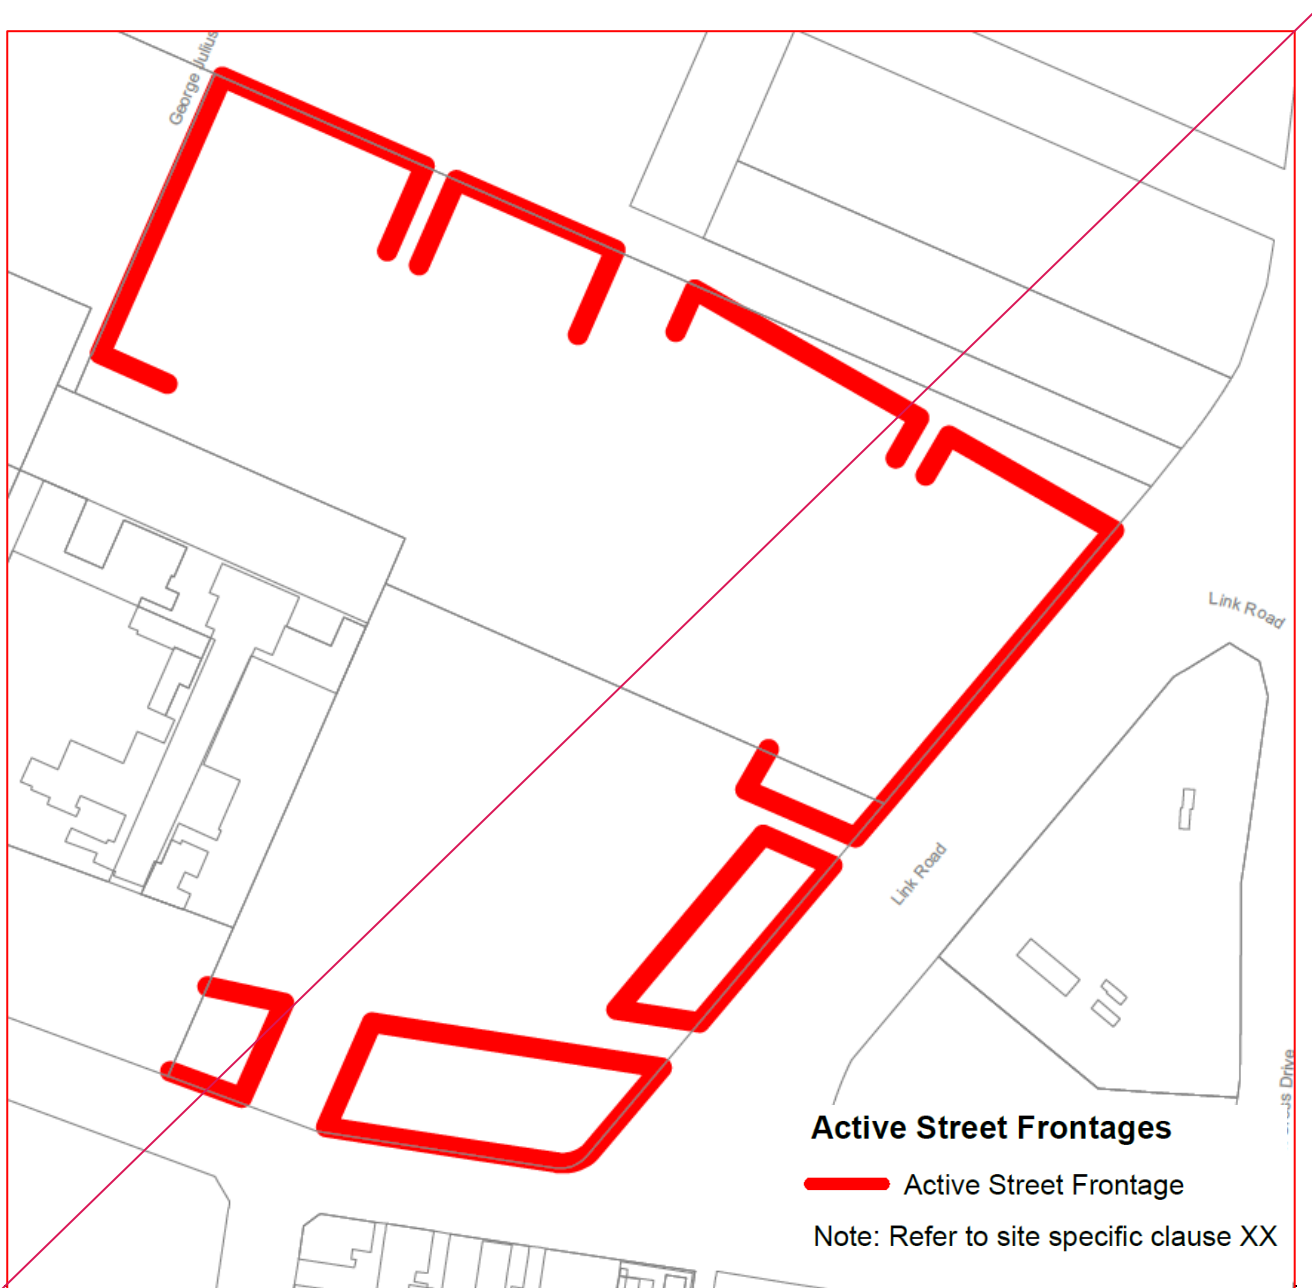 George Julius
Link Road
Link Road
Drive
Active Street Frontages
Active Street Frontage
Note: Refer to site specific clause XX